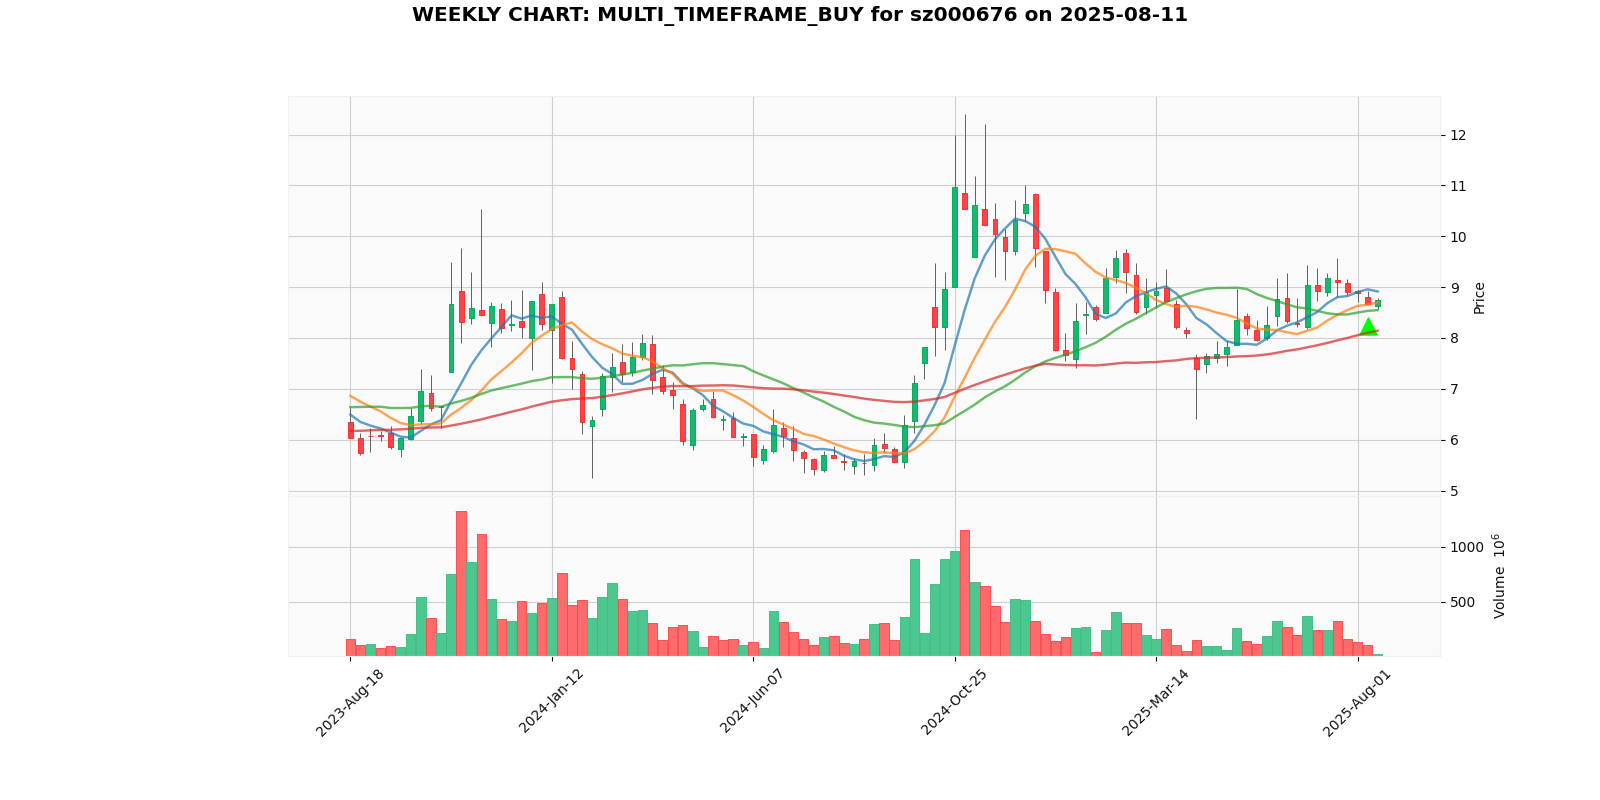 WEEKLY CHART: MULTI_TIMEFRAME_BUY for sz000676 on 2025-08-11
12
11
10
9
8
7
6
5
Price
1000
500
Volume 10^6
2023-Aug-18
2024-Jan-12
2024-Jun-07
2024-Oct-25
2025-Mar-14
2025-Aug-01